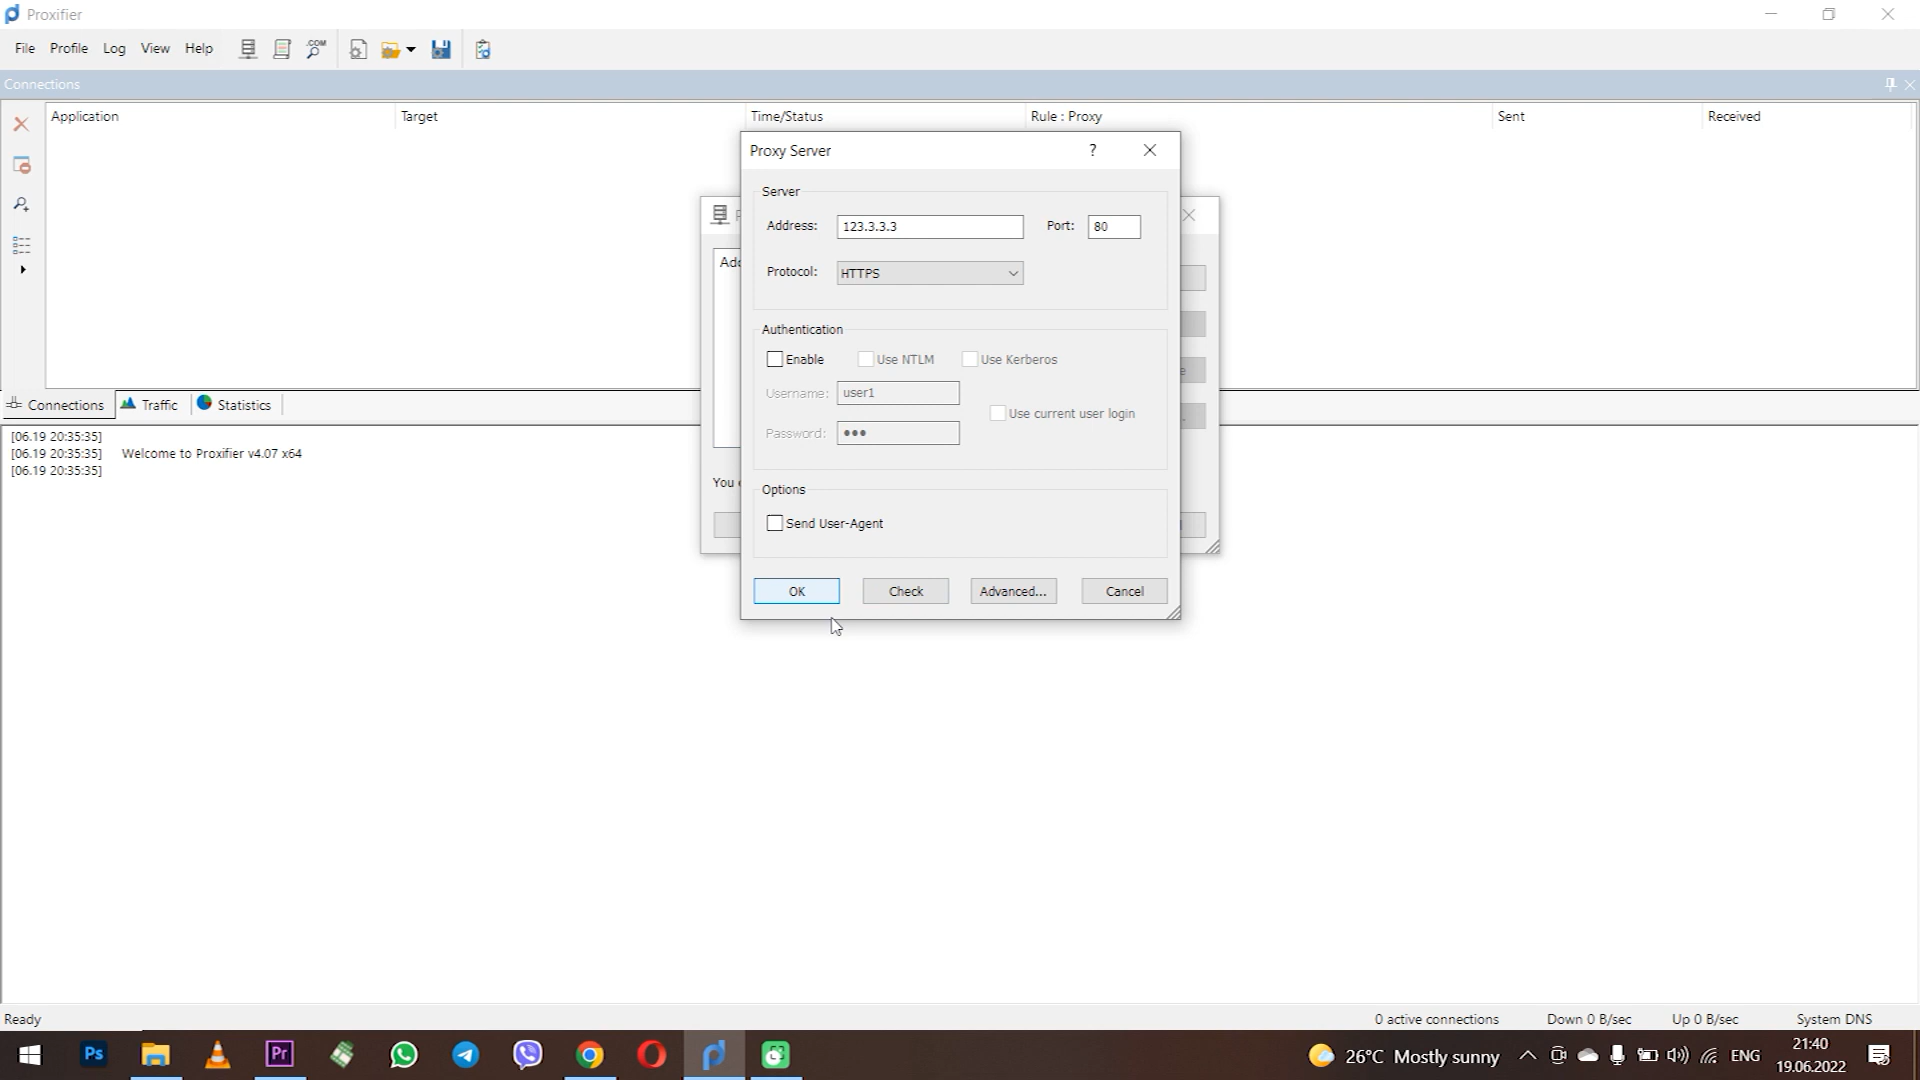 Proxifier
File Profile Log View Help
.COM
Connections
Application Target Time/Status Rule : Proxy Sent Received
Proxy Server ?
Server
Address: 123.3.3.3 Port: 80
Protocol: HTTPS
Authentication
Enable Use NTLM Use Kerberos
Username: user1
Use current user login
Password: •••
Options
Send User-Agent
OK Check Advanced... Cancel
You
Connections Traffic Statistics
[06.19 20:35:35]
[06.19 20:35:35] Welcome to Proxifier v4.07 x64
[06.19 20:35:35]
Ready 0 active connections Down 0 B/sec Up 0 B/sec System DNS
Ps Pr 26°C Mostly sunny ENG 21:40
19.06.2022